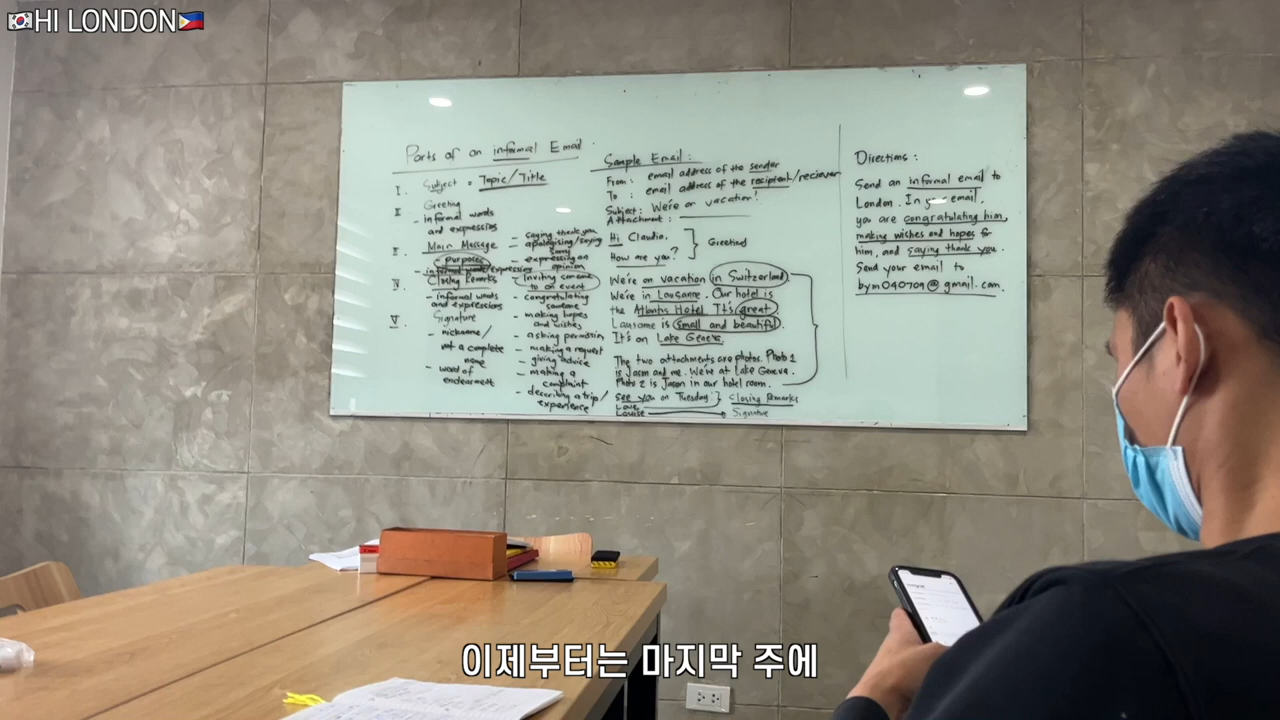 🇰🇷HI LONDON🇵🇭
Parts of an informal Email
I. Subject = Topic/Title
II Greeting
- informal words
and expressions
II. Main Message
purposes
IV. Closing Remarks
- informal words
and expressions
V. Signature
- nickname/
not a complete
name
- word of
endearment
- saying thank you
- apologising/saying
sorry
- expressing an
opinion
- Inviting someone
to an event
- congratulating
someone
- making hopes
and wishes
- asking permission
- making a request
- giving advice
- making a
complaint
- describing a trip/
experience
Sample Email:
From: email address of the sender
To: email address of the recipient/reciever
Subject: We're on vacation!
Attachment:
Hi Claudia,
How are you?
Greeting
We're on vacation in Switzerland
We're in Lausanne. Our hotel is
the Atlantis Hotel It's great
Lausanne is small and beautiful.
It's on Lake Geneva.
The two attachments are photos. Photo 1
is Jason and me. We're at Lake Geneva.
Photo 2 is Jason in our hotel room.
See you on Tuesday! Closing Remarks
Love,
Louise Signature
Directions:
Send an informal email to
London. In your email,
you are congratulating him,
making wishes and hopes for
him, and saying thank you.
Send your email to
bym040709@gmail.com.
이제부터는 마지막 주에